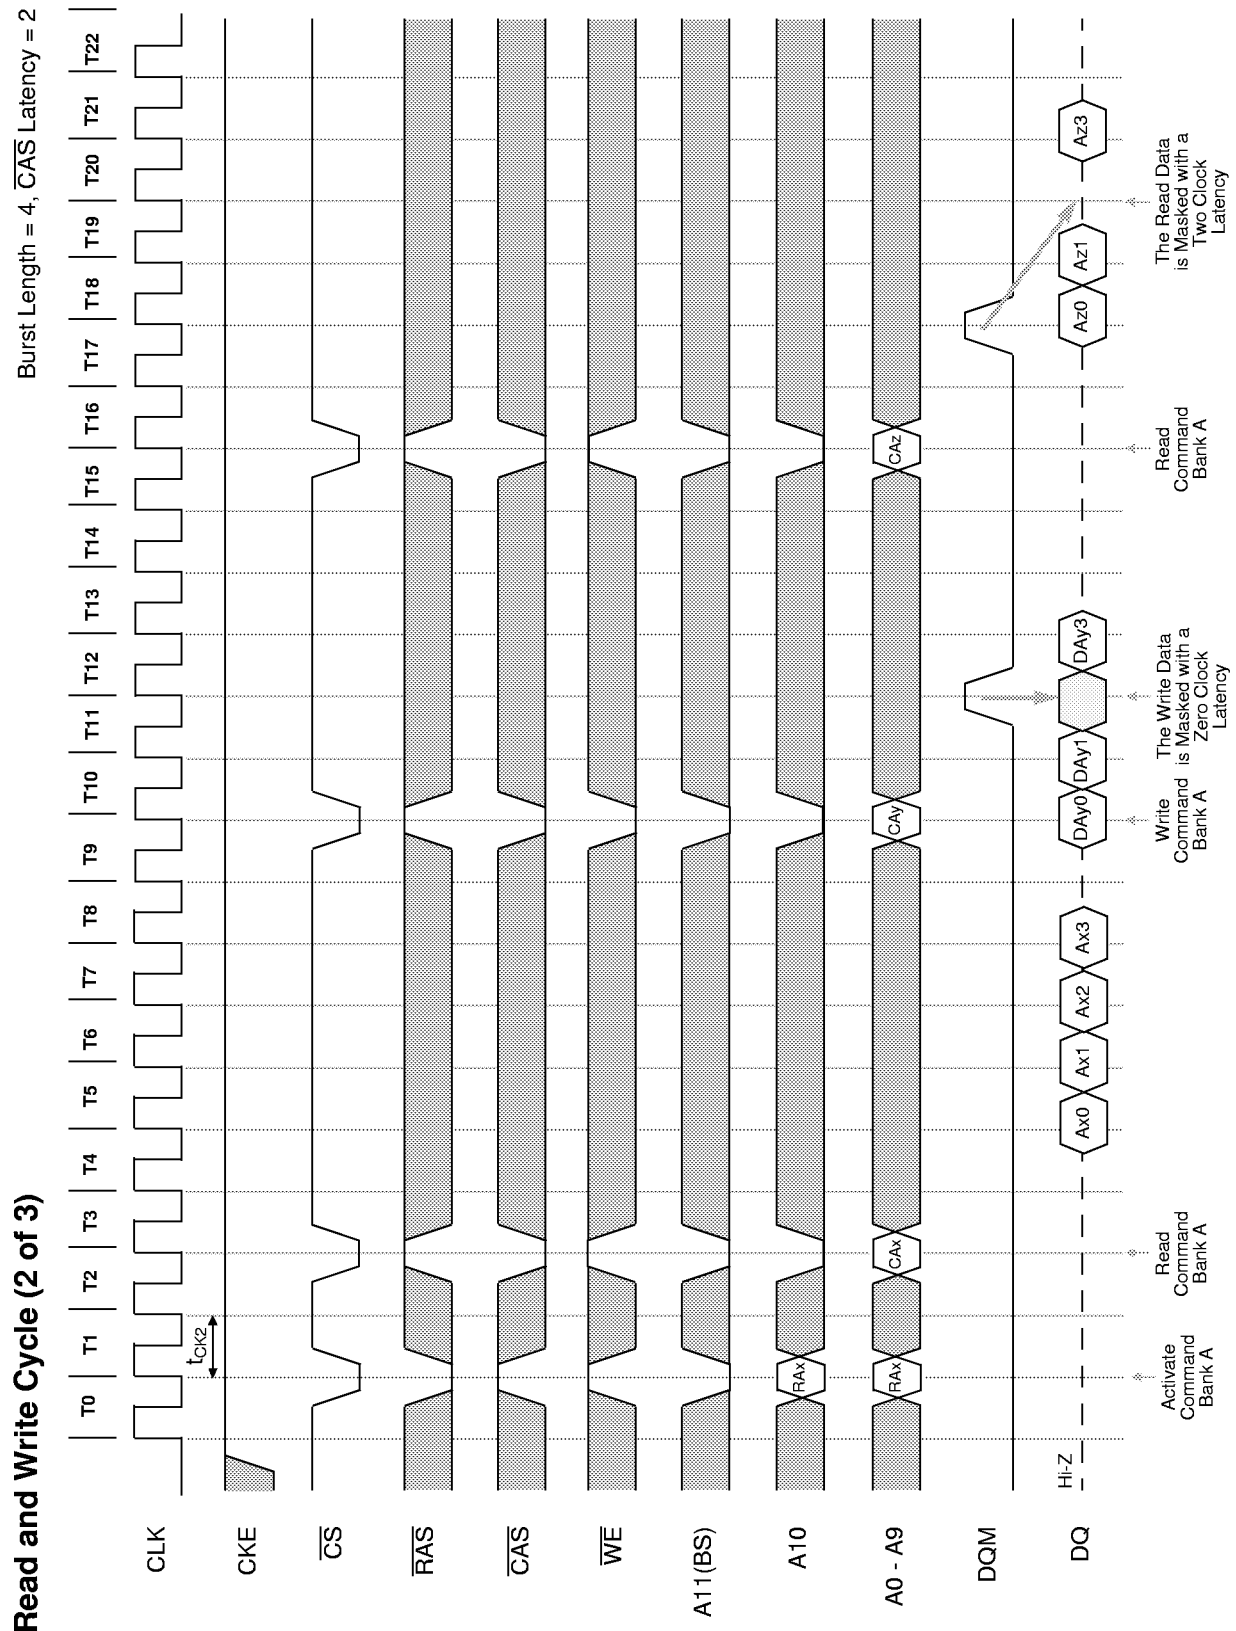 Read and Write Cycle (2 of 3)
Burst Length = 4, CAS Latency = 2
T0 T1 T2 T3 T4 T5 T6 T7 T8 T9 T10 T11 T12 T13 T14 T15 T16 T17 T18 T19 T20 T21 T22
CLK
tCK2
CKE
CS
RAS
CAS
WE
A11(BS)
A10
RAx
A0 - A9
RAx CAx CAy CAz
DQM
DQ
Hi-Z
Ax0 Ax1 Ax2 Ax3 DAy0 DAy1 DAy3 Az0 Az1 Az3
Activate
Command
Bank A
Read
Command
Bank A
Write
Command
Bank A
The Write Data
is Masked with a
Zero Clock
Latency
Read
Command
Bank A
The Read Data
is Masked with a
Two Clock
Latency